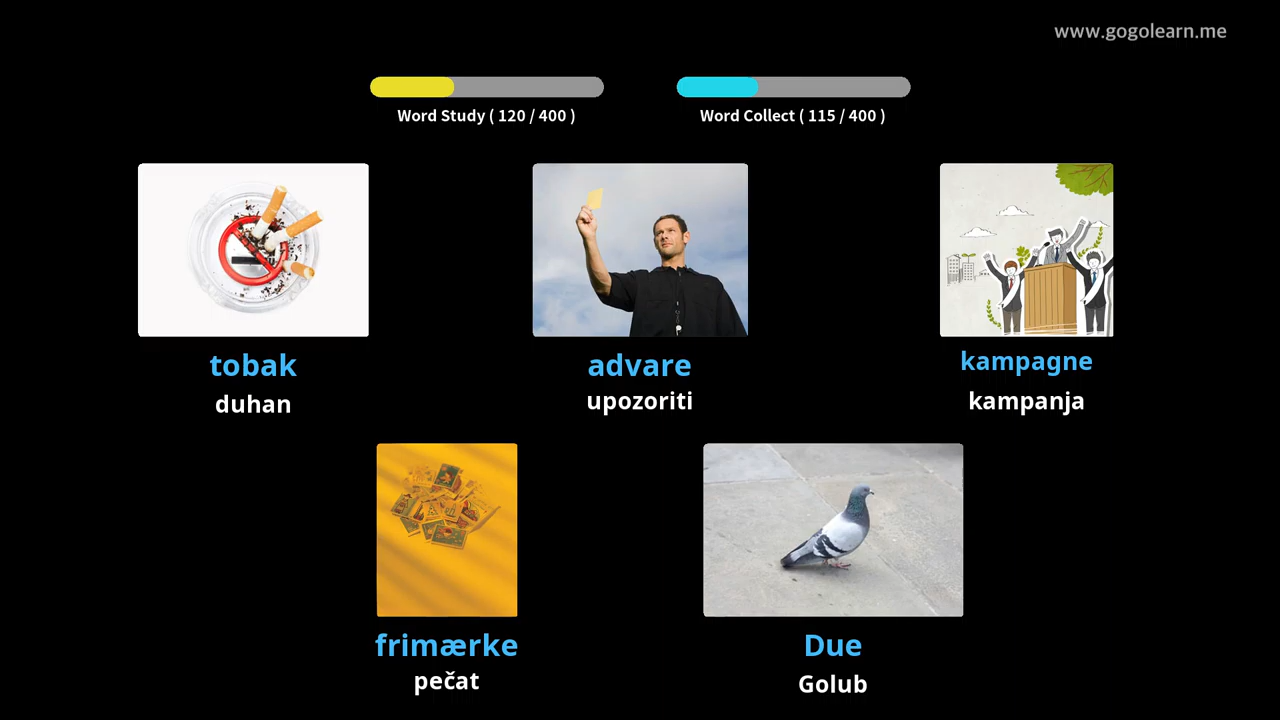 www.gogolearn.me
Word Study ( 120 / 400 )
Word Collect ( 115 / 400 )
tobak
duhan
advare
upozoriti
kampagne
kampanja
frimærke
pečat
Due
Golub